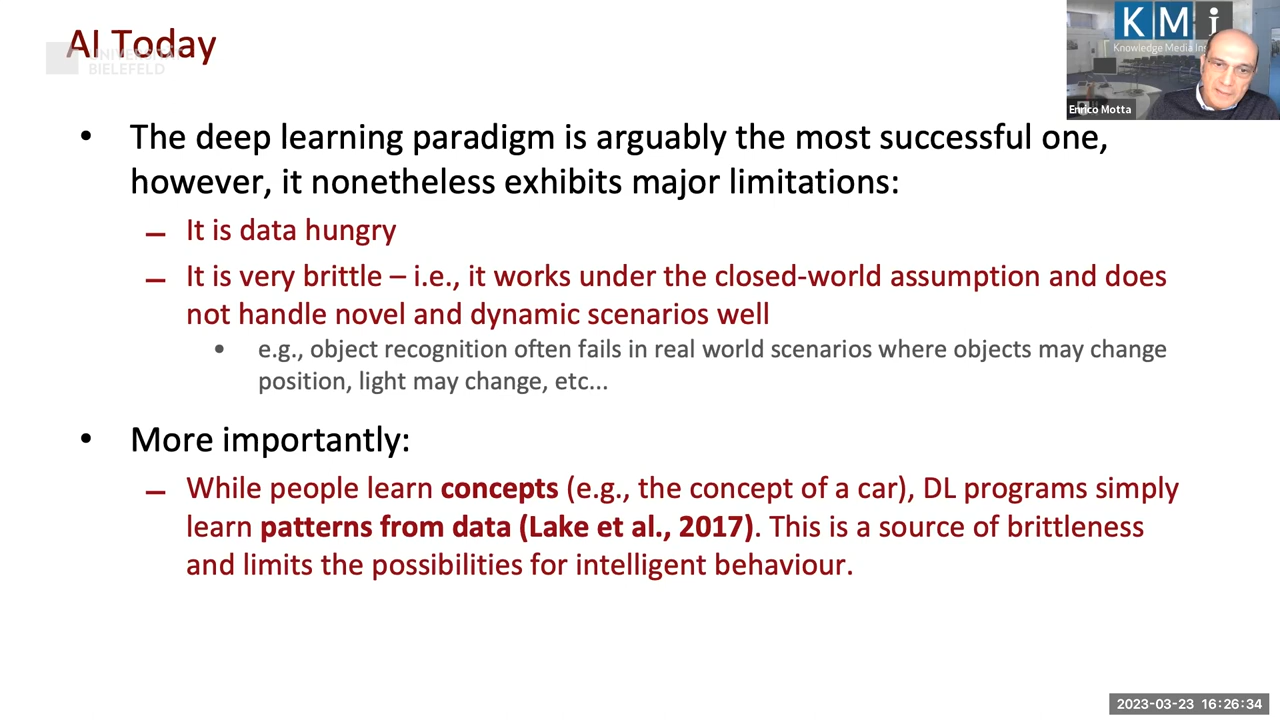 AI Today
UNIVERSITÄT
BIELEFELD
KMi
Knowledge Media Ins
Enrico Motta
• The deep learning paradigm is arguably the most successful one,
however, it nonetheless exhibits major limitations:
– It is data hungry
– It is very brittle – i.e., it works under the closed-world assumption and does
not handle novel and dynamic scenarios well
• e.g., object recognition often fails in real world scenarios where objects may change
position, light may change, etc...
• More importantly:
– While people learn concepts (e.g., the concept of a car), DL programs simply
learn patterns from data (Lake et al., 2017). This is a source of brittleness
and limits the possibilities for intelligent behaviour.
2023-03-23 16:26:34